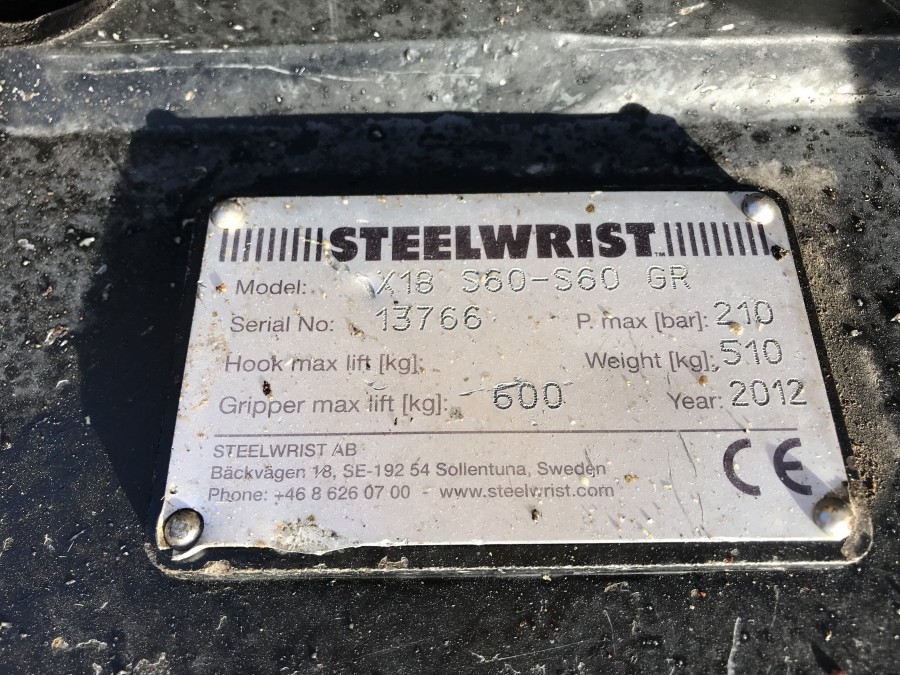 STEELWRIST™
Model: X18 S60-S60 GR
Serial No: 13766 P. max [bar]: 210
Hook max lift [kg]: Weight [kg]: 510
Gripper max lift [kg]: 600 Year: 2012
STEELWRIST AB
Bäckvägen 18, SE-192 54 Sollentuna, Sweden
Phone: +46 8 626 07 00 - www.steelwrist.com
CE